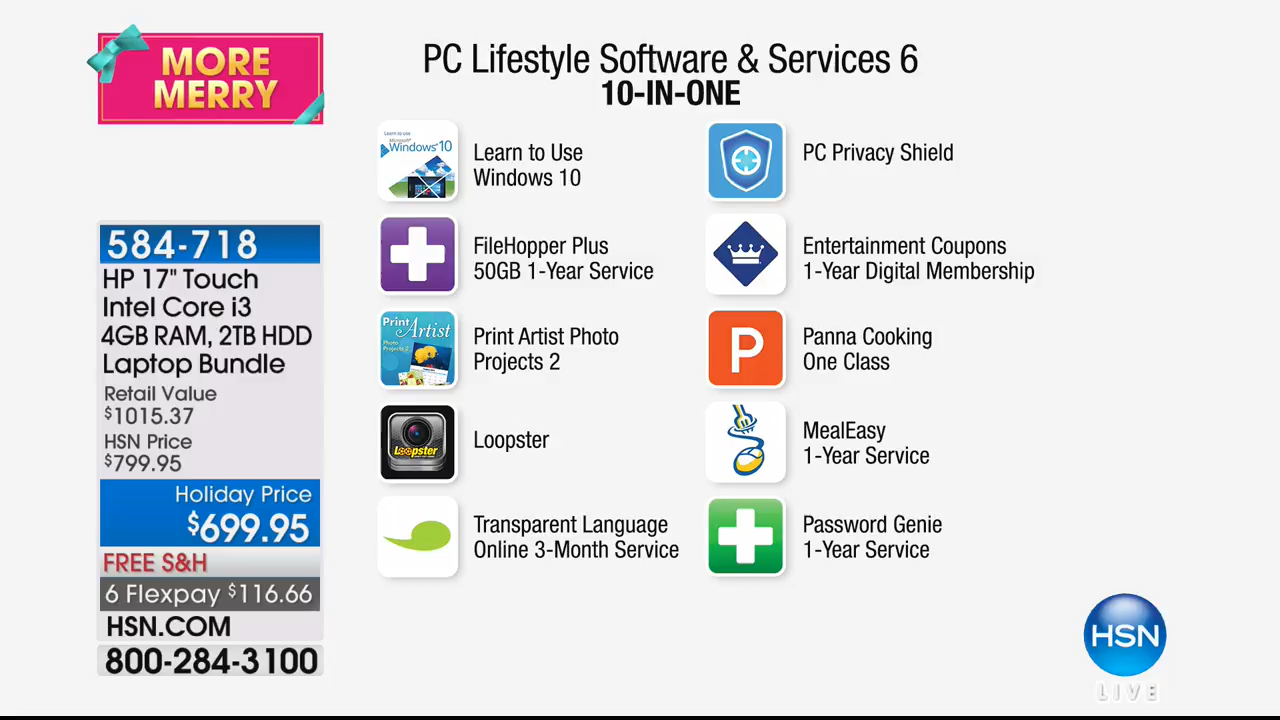 MORE
MERRY
PC Lifestyle Software & Services 6
10-IN-ONE
584-718
HP 17" Touch
Intel Core i3
4GB RAM, 2TB HDD
Laptop Bundle
Retail Value
$1015.37
HSN Price
$799.95
Holiday Price
$699.95
FREE S&H
6 Flexpay $116.66
HSN.COM
800-284-3100
Learn to use
Microsoft
Windows 10
Learn to Use
Windows 10
FileHopper Plus
50GB 1-Year Service
Print Artist
Photo
Projects 2
Print Artist Photo
Projects 2
Loopster
Loopster
Transparent Language
Online 3-Month Service
PC Privacy Shield
Entertainment Coupons
1-Year Digital Membership
P
Panna Cooking
One Class
MealEasy
1-Year Service
Password Genie
1-Year Service
HSN
LIVE